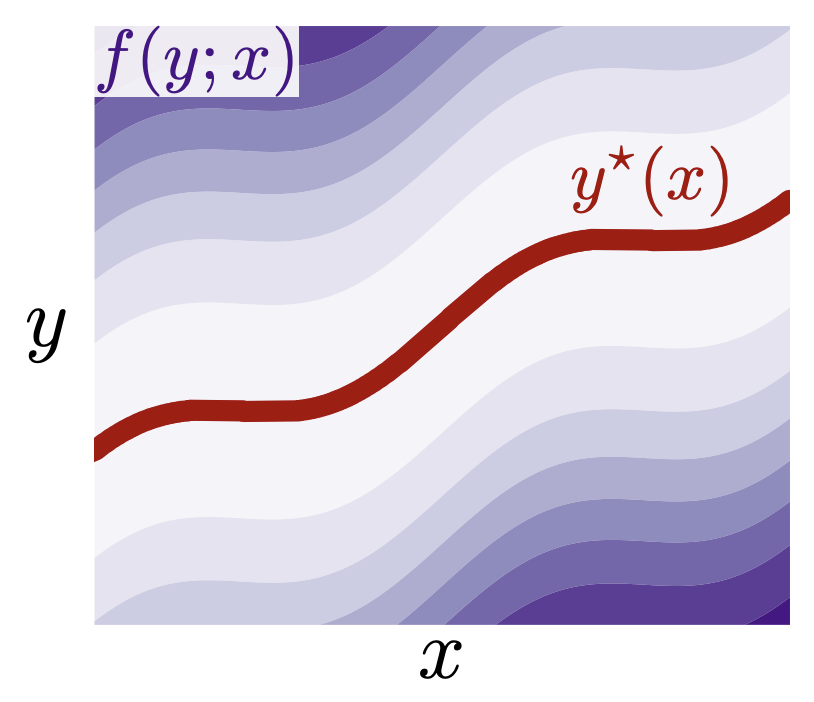 f(y; x)
y⋆(x)
y
x